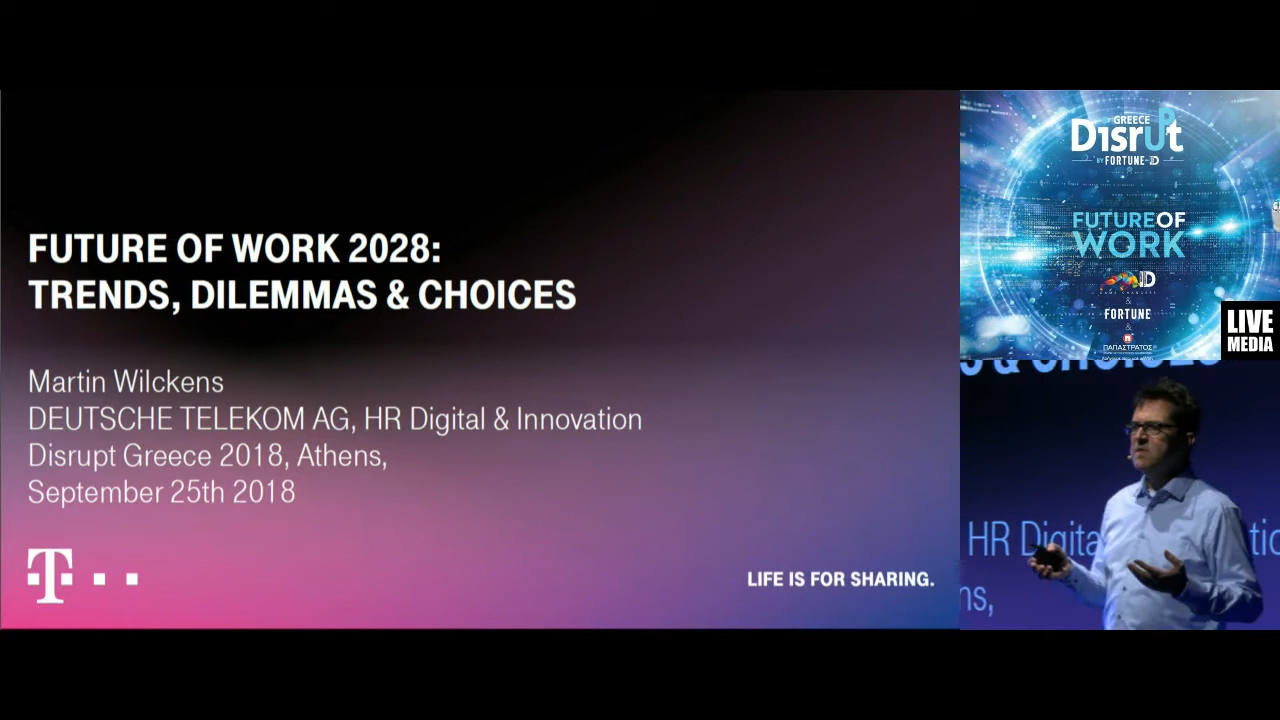 FUTURE OF WORK 2028:
TRENDS, DILEMMAS & CHOICES
Martin Wilckens
DEUTSCHE TELEKOM AG, HR Digital & Innovation
Disrupt Greece 2018, Athens,
September 25th 2018
T
LIFE IS FOR SHARING.
GREECE
DisrUpt
BY FORTUNE
FUTURE OF
WORK
&
FORTUNE
&
ΠΑΠΑΣΤΡΑΤΟΣ
LIVE
MEDIA
& CHOICES
HR Digita
ns,